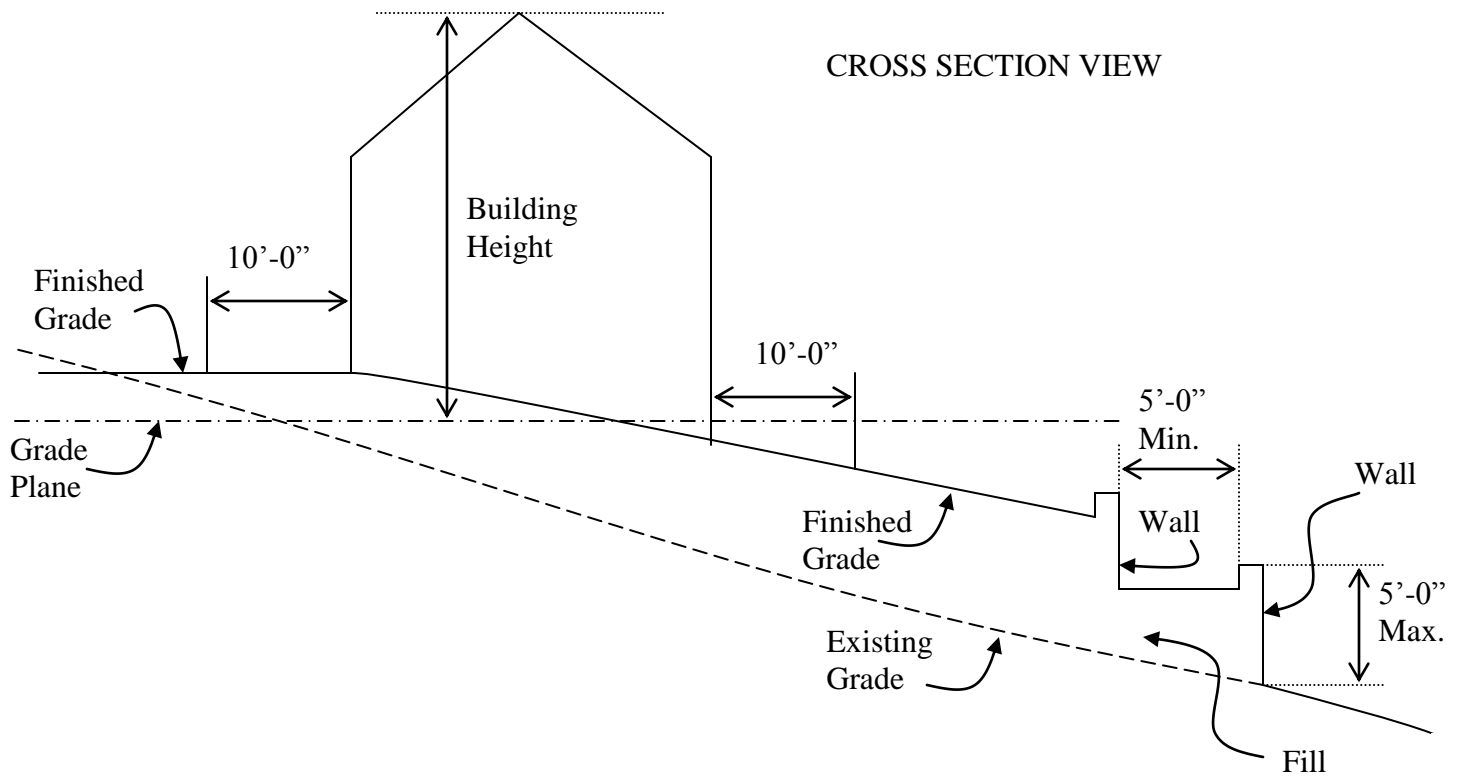 CROSS SECTION VIEW
Building
Height
10’-0”
Finished
Grade
10’-0”
5’-0”
Min.
Grade
Plane
Wall
Finished
Grade
Wall
5’-0”
Max.
Existing
Grade
Fill